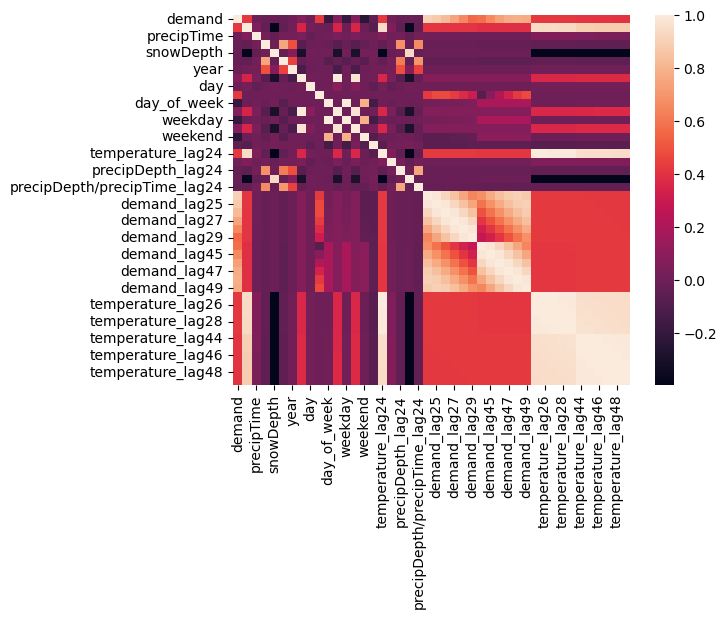 demand
precipTime
snowDepth
year
day
day_of_week
weekday
weekend
temperature_lag24
precipDepth_lag24
precipDepth/precipTime_lag24
demand_lag25
demand_lag27
demand_lag29
demand_lag45
demand_lag47
demand_lag49
temperature_lag26
temperature_lag28
temperature_lag44
temperature_lag46
temperature_lag48
demand
precipTime
snowDepth
year
day
day_of_week
weekday
weekend
temperature_lag24
precipDepth_lag24
precipDepth/precipTime_lag24
demand_lag25
demand_lag27
demand_lag29
demand_lag45
demand_lag47
demand_lag49
temperature_lag26
temperature_lag28
temperature_lag44
temperature_lag46
temperature_lag48
1.0
0.8
0.6
0.4
0.2
0.0
−0.2